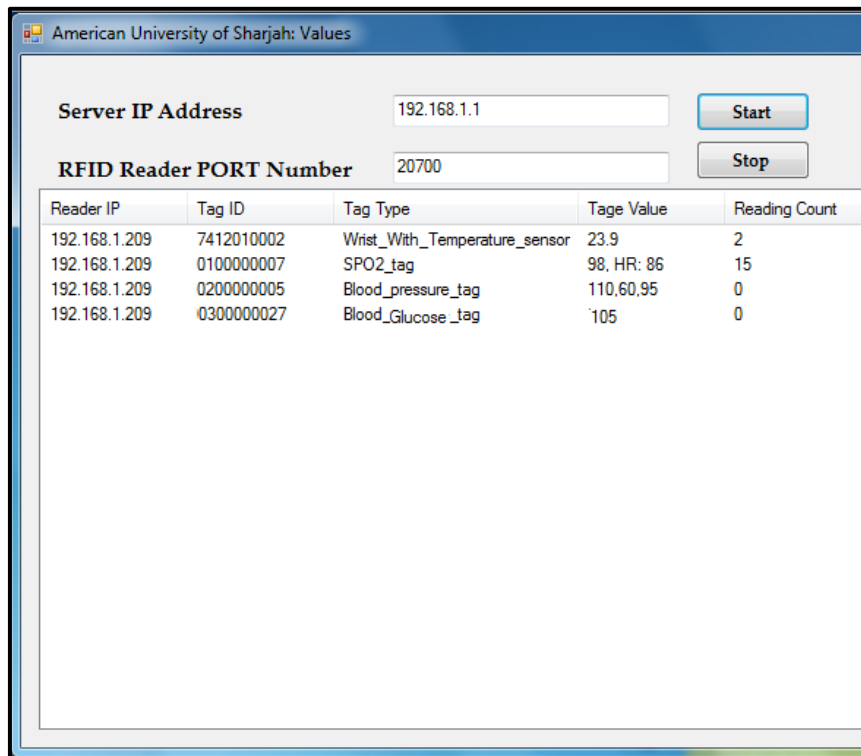 American University of Sharjah: Values
Server IP Address 192.168.1.1 Start
RFID Reader PORT Number 20700 Stop
Reader IP Tag ID Tag Type Tage Value Reading Count
192.168.1.209 7412010002 Wrist_With_Temperature_sensor 23.9 2
192.168.1.209 0100000007 SPO2_tag 98, HR: 86 15
192.168.1.209 0200000005 Blood_pressure_tag 110,60,95 0
192.168.1.209 0300000027 Blood_Glucose_tag 105 0